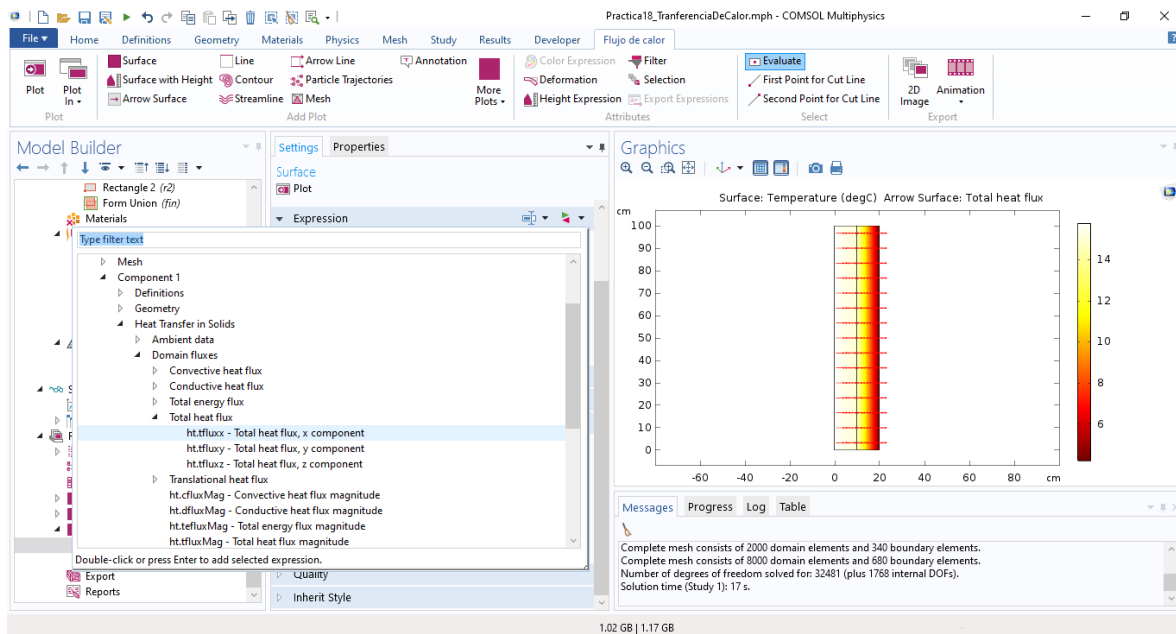 Practica18_TranferenciaDeCalor.mph - COMSOL Multiphysics
File Home Definitions Geometry Materials Physics Mesh Study Results Developer Flujo de calor
Surface Line Arrow Line Annotation Color Expression Filter Evaluate
Surface with Height Contour Particle Trajectories Deformation Selection First Point for Cut Line
Arrow Surface Streamline Mesh Height Expression Export Expressions Second Point for Cut Line
Plot Plot In More Plots 2D Image Animation
Plot Add Plot Attributes Select Export
Model Builder
Rectangle 2 (r2)
Form Union (fin)
Materials
Export
Reports
Settings Properties
Surface
Plot
Expression
Type filter text
Mesh
Component 1
Definitions
Geometry
Heat Transfer in Solids
Ambient data
Domain fluxes
Convective heat flux
Conductive heat flux
Total energy flux
Total heat flux
ht.tfluxx - Total heat flux, x component
ht.tfluxy - Total heat flux, y component
ht.tfluxz - Total heat flux, z component
Translational heat flux
ht.cfluxMag - Convective heat flux magnitude
ht.dfluxMag - Conductive heat flux magnitude
ht.tefluxMag - Total energy flux magnitude
ht.tfluxMag - Total heat flux magnitude
Double-click or press Enter to add selected expression.
Quality
Inherit Style
Graphics
Surface: Temperature (degC) Arrow Surface: Total heat flux
cm
100
90
80
70
60
50
40
30
20
10
0
-60 -40 -20 0 20 40 60 80 cm
14
12
10
8
6
Messages Progress Log Table
Complete mesh consists of 2000 domain elements and 340 boundary elements.
Complete mesh consists of 8000 domain elements and 680 boundary elements.
Number of degrees of freedom solved for: 32481 (plus 1768 internal DOFs).
Solution time (Study 1): 17 s.
1.02 GB | 1.17 GB